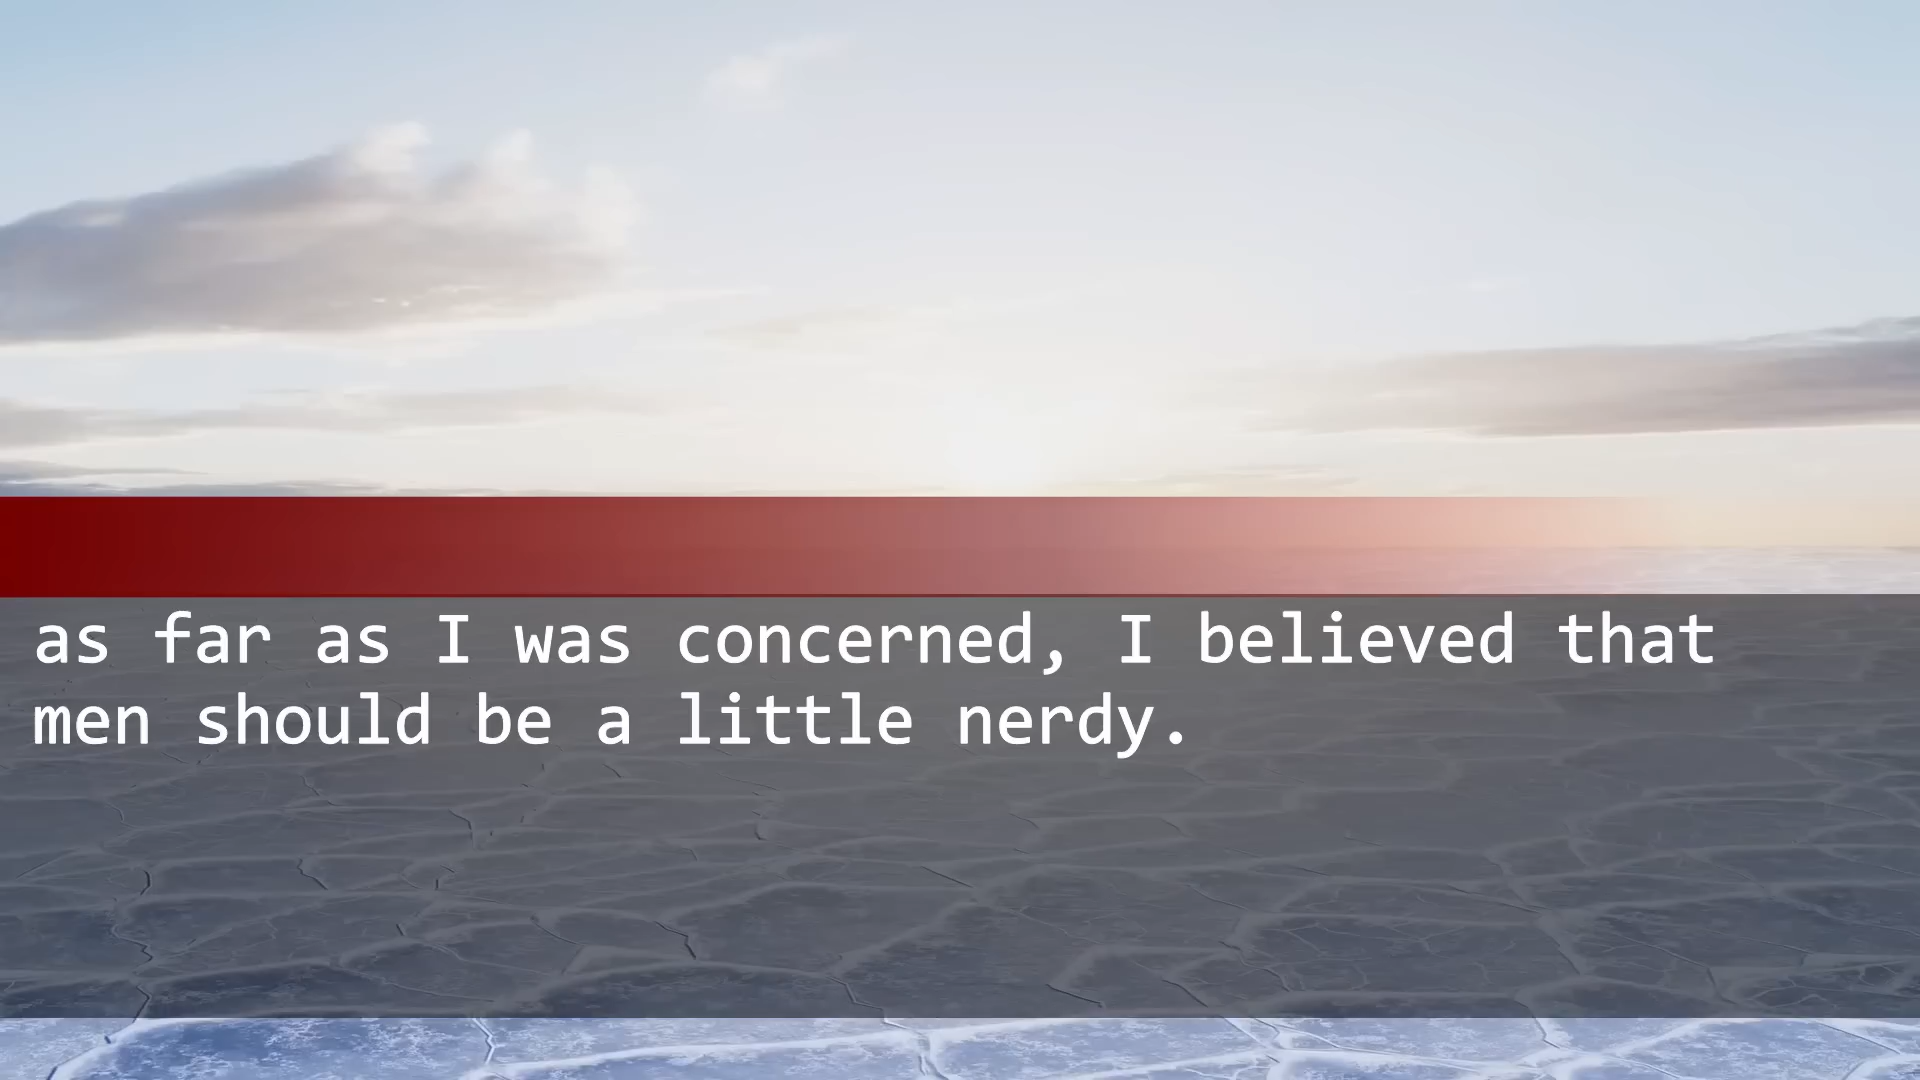 as far as I was concerned, I believed that
men should be a little nerdy.